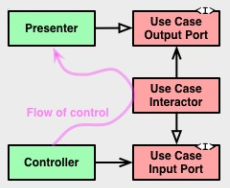 Presenter
<I>
Use Case
Output Port
Use Case
Interactor
Flow of control
Controller
<I>
Use Case
Input Port